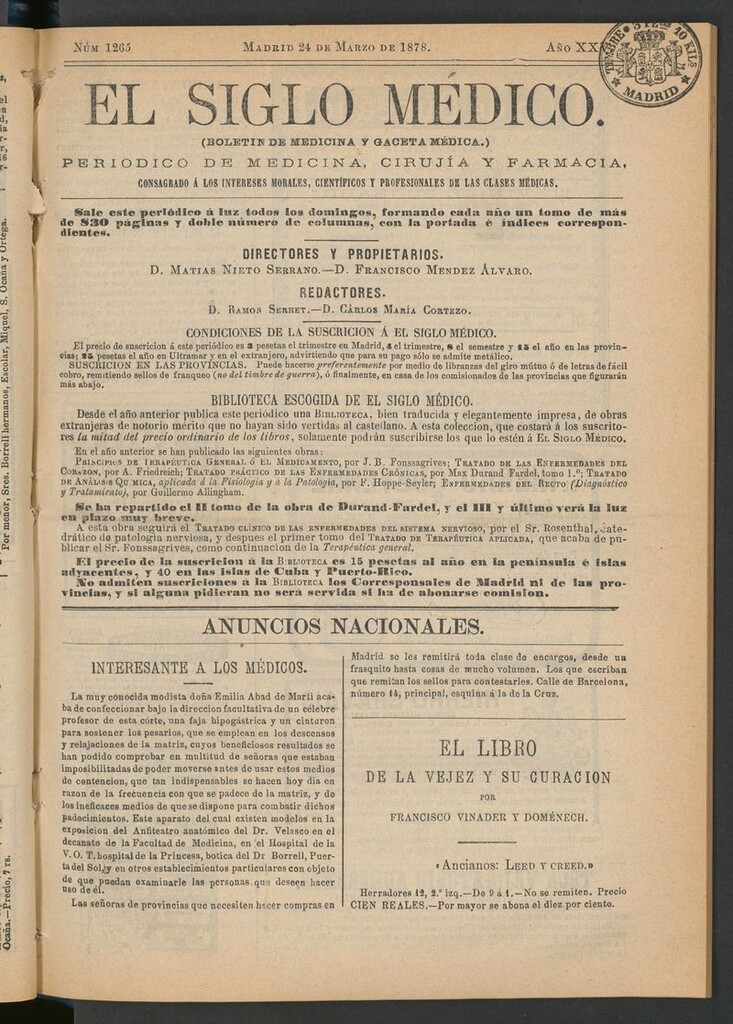 Núm 1265 Madrid 24 de Marzo de 1878. Año XX
TIMBRE 10 KILS MADRID
EL SIGLO MÉDICO.
(BOLETIN DE MEDICINA Y GACETA MÉDICA.)
PERIODICO DE MEDICINA, CIRUJÍA Y FARMACIA,
CONSAGRADO Á LOS INTERESES MORALES, CIENTÍFICOS Y PROFESIONALES DE LAS CLASES MÉDICAS.
Sale este periódico á luz todos los domingos, formando cada año un tomo de más
de 830 páginas y doble número de columnas, con la portada é índices correspon-
dientes.
DIRECTORES Y PROPIETARIOS.
D. Matias Nieto Serrano.—D. Francisco Mendez Álvaro.
REDACTORES.
D. Ramon Serret.—D. Cárlos María Cortezo.
CONDICIONES DE LA SUSCRICION Á EL SIGLO MÉDICO.
El precio de suscricion á este periódico es 3 pesetas el trimestre en Madrid, 4 el trimestre, 8 el semestre y 15 el año en las provin-
cias; 25 pesetas el año en Ultramar y en el extranjero, advirtiendo que para su pago sólo se admite metálico.
SUSCRICION EN LAS PROVINCIAS. Puede hacerse preferentemente por medio de libranzas del giro mútuo ó de letras de fácil
cobro, remitiendo sellos de franqueo (no del timbre de guerra), ó finalmente, en casa de los comisionados de las provincias que figurarán
más abajo.
BIBLIOTECA ESCOGIDA DE EL SIGLO MÉDICO.
Desde el año anterior publica este periódico una Biblioteca, bien traducida y elegantemente impresa, de obras
extranjeras de notorio mérito que no hayan sido vertidas al castellano. A esta coleccion, que costará á los suscrito-
res la mitad del precio ordinario de los libros, solamente podrán suscribirse los que lo estén á El Siglo Médico.
En el año anterior se han publicado las siguientes obras:
Principios de Terapéutica General ó El Medicamento, por J. B. Fonssagrives; Tratado de las Enfermedades del
Corazon, por A. Friedreich; Tratado práctico de las Enfermedades Crónicas, por Max Durand Fardel, tomo 1.º; Tratado
de Análisis Química, aplicada á la Fisiologia y á la Patologia, por F. Hoppe-Seyler; Enfermedades del Recto (Diagnóstico
y Tratamiento), por Guillermo Allingham.
Se ha repartido el II tomo de la obra de Durand-Fardel, y el III y último verá la luz
en plazo muy breve.
A esta obra seguirá el Tratado clínico de las enfermedades del sistema nervioso, por el Sr. Rosenthal, cate-
drático de patología nerviosa, y despues el primer tomo del Tratado de Terapéutica aplicada, que acaba de pu-
blicar el Sr. Fonssagrives, como continuacion de la Terapéutica general.
El precio de la suscricion á la Biblioteca es 15 pesetas al año en la península é islas
adyacentes, y 40 en las islas de Cuba y Puerto-Rico.
No admiten suscriciones á la Biblioteca los Corresponsales de Madrid ni de las pro-
vincias, y si alguna pidieran no será servida si ha de abonarse comision.
ANUNCIOS NACIONALES.
INTERESANTE A LOS MÉDICOS.
La muy conocida modista doña Emilia Abad de Marti aca-
ba de confeccionar bajo la direccion facultativa de un célebre
profesor de esta córte, una faja hipogástrica y un cinturon
para sostener los pesarios, que se emplean en los descensos
y relajaciones de la matriz, cuyos beneficiosos resultados se
han podido comprobar en multitud de señoras que estaban
imposibilitadas de poder moverse antes de usar estos medios
de contencion, que tan indispensables se hacen hoy dia en
razon de la frecuencia con que se padece de la matriz, y de
los ineficaces medios de que se dispone para combatir dichos
padecimientos. Este aparato del cual existen modelos en la
exposicion del Anfiteatro anatómico del Dr. Velasco en el
decanato de la Facultad de Medicina, en el Hospital de la
V. O. T. hospital de la Princesa, botica del Dr Borrell, Puer-
ta del Sol, y en otros establecimientos particulares con objeto
de que puedan examinarle las personas que deseen hacer
uso de él.
Las señoras de provincias que necesiten hacer compras en
Madrid se les remitirá toda clase de encargos, desde un
frasquito hasta cosas de mucho volumen. Los que escriban
que remitan los sellos para contestarles. Calle de Barcelona,
número 14, principal, esquina á la de la Cruz.
EL LIBRO
DE LA VEJEZ Y SU CURACION
POR
FRANCISCO VINADER Y DOMÉNECH.
«Ancianos: Leed y creed.»
Herradores 12, 2.º izq.—De 9 á 1.—No se remiten. Precio
CIEN REALES.—Por mayor se abona el diez por ciento.
Por menor, Sres. Borrell hermanos, Escolar, Miquel, S. Ocaña y Ortega.
Ocaña.—Precio, 7 rs.